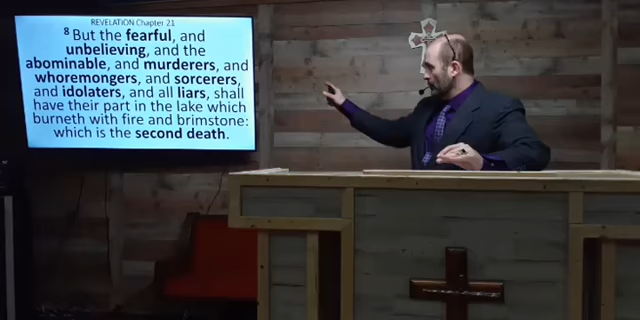 REVELATION Chapter 21
8 But the fearful, and
unbelieving, and the
abominable, and murderers, and
whoremongers, and sorcerers,
and idolaters, and all liars, shall
have their part in the lake which
burneth with fire and brimstone:
which is the second death.